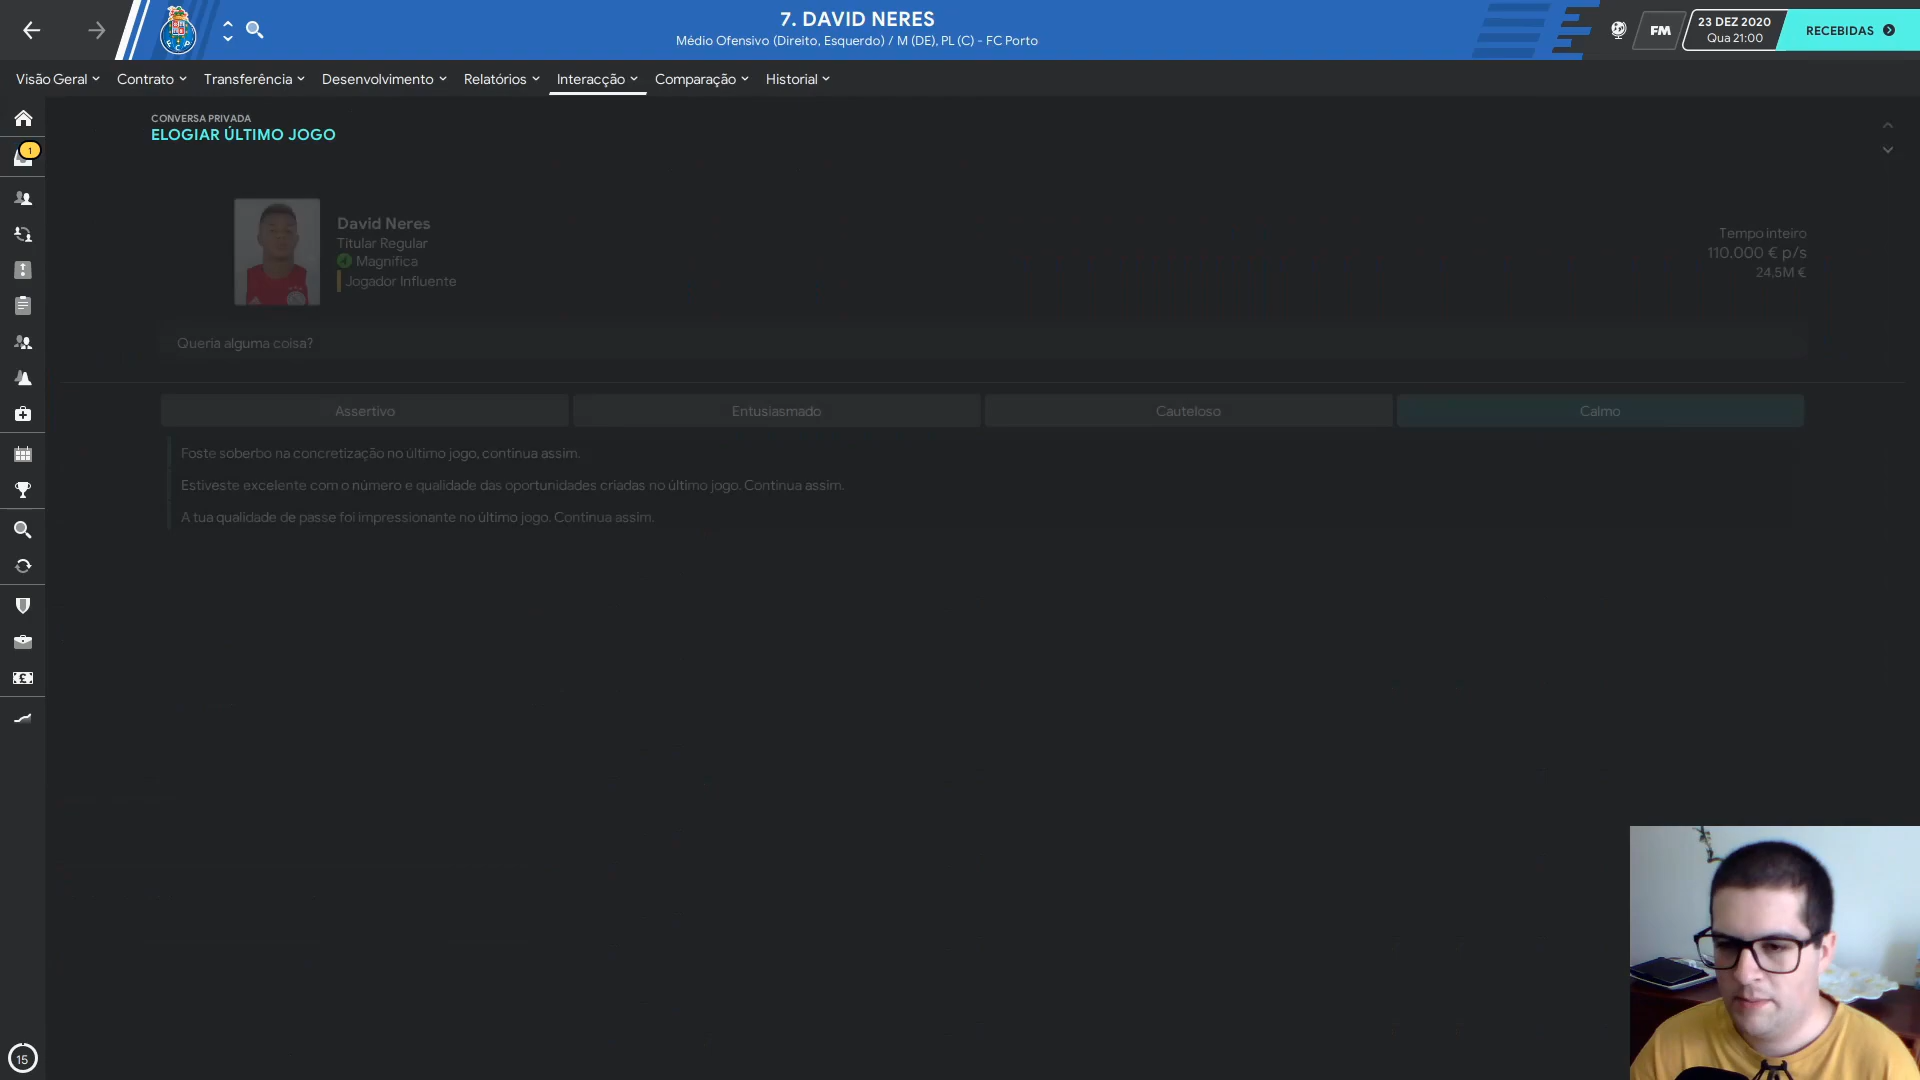 7. DAVID NERES
Médio Ofensivo (Direito, Esquerdo) / M (DE), PL (C) - FC Porto
FM
23 DEZ 2020
Qua 21:00
RECEBIDAS
Visão Geral
Contrato
Transferência
Desenvolvimento
Relatórios
Interacção
Comparação
Historial
CONVERSA PRIVADA
ELOGIAR ÚLTIMO JOGO
1
David Neres
Titular Regular
Magnífica
Jogador Influente
Tempo inteiro
110.000 € p/s
24,5M €
Queria alguma coisa?
Assertivo
Entusiasmado
Cauteloso
Calmo
Foste soberbo na concretização no último jogo, continua assim.
Estiveste excelente com o número e qualidade das oportunidades criadas no último jogo. Continua assim.
A tua qualidade de passe foi impressionante no último jogo. Continua assim.
15